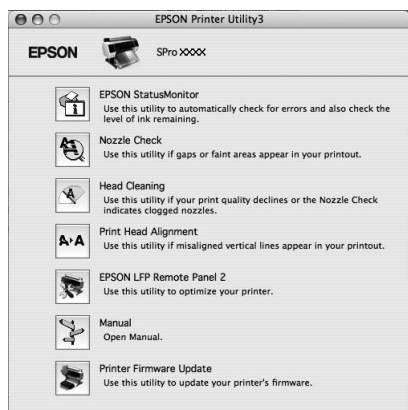 EPSON Printer Utility3
EPSON
SPro XXXX
EPSON StatusMonitor
Use this utility to automatically check for errors and also check the
level of ink remaining.
Nozzle Check
Use this utility if gaps or faint areas appear in your printout.
Head Cleaning
Use this utility if your print quality declines or the Nozzle Check
indicates clogged nozzles.
Print Head Alignment
Use this utility if misaligned vertical lines appear in your printout.
EPSON LFP Remote Panel 2
Use this utility to optimize your printer.
Manual
Open Manual.
Printer Firmware Update
Use this utility to update your printer's firmware.